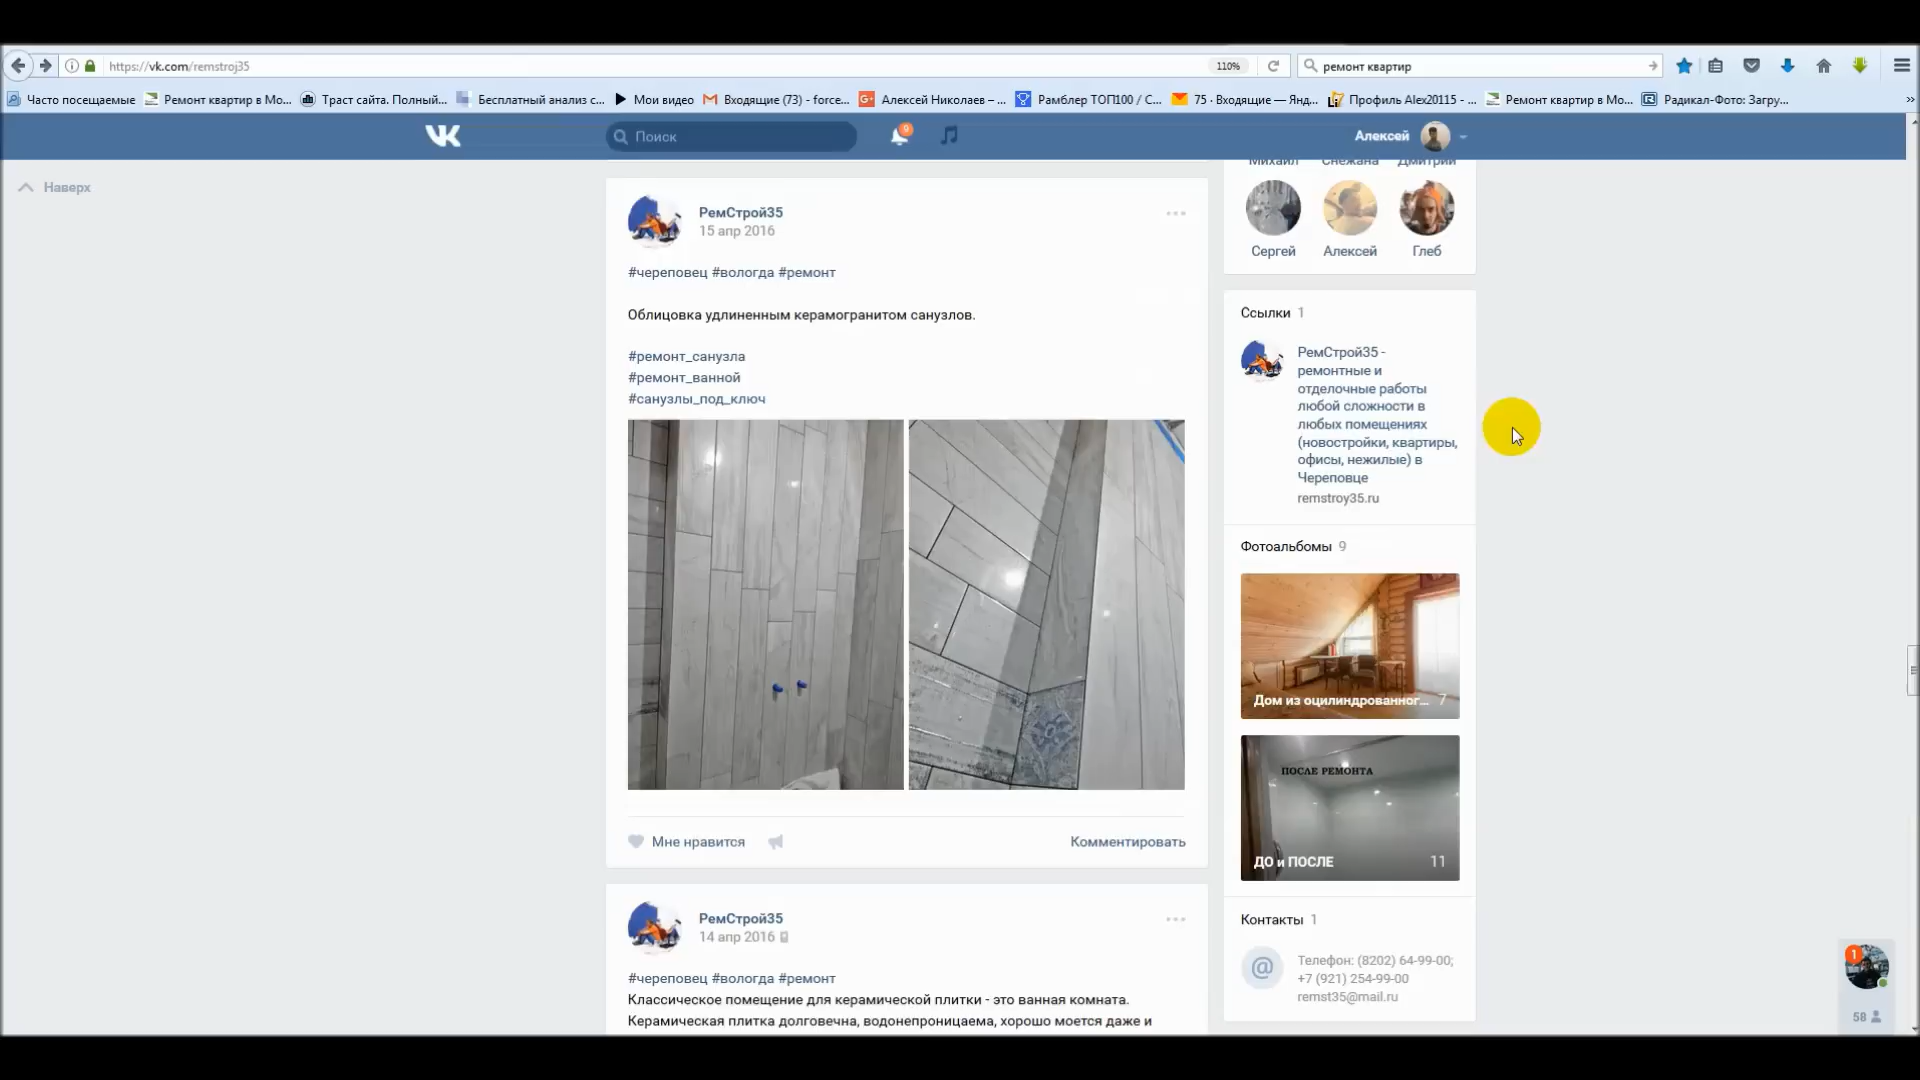 https://vk.com/remstroj35
110%
ремонт квартир
Часто посещаемые
Ремонт квартир в Мо...
Траст сайта. Полный...
Бесплатный анализ с...
Мои видео
Входящие (73) - force...
Алексей Николаев – ...
Рамблер ТОП100 / С...
75 · Входящие — Янд...
Профиль Alex20115 - ...
Ремонт квартир в Мо...
Радикал-Фото: Загру...
Поиск
9
Алексей
Наверх
РемСтрой35
15 апр 2016
#череповец #вологда #ремонт
Облицовка удлиненным керамогранитом санузлов.
#ремонт_санузла
#ремонт_ванной
#санузлы_под_ключ
Мне нравится
Комментировать
РемСтрой35
14 апр 2016
#череповец #вологда #ремонт
Классическое помещение для керамической плитки - это ванная комната.
Керамическая плитка долговечна, водонепроницаема, хорошо моется даже и
Михаил
Снежана
Дмитрий
Сергей
Алексей
Глеб
Ссылки 1
РемСтрой35 -
ремонтные и
отделочные работы
любой сложности в
любых помещениях
(новостройки, квартиры,
офисы, нежилые) в
Череповце
remstroy35.ru
Фотоальбомы 9
Дом из оцилиндрованног... 7
ПОСЛЕ РЕМОНТА
ДО и ПОСЛЕ 11
Контакты 1
Телефон: (8202) 64-99-00;
+7 (921) 254-99-00
remst35@mail.ru
1
58